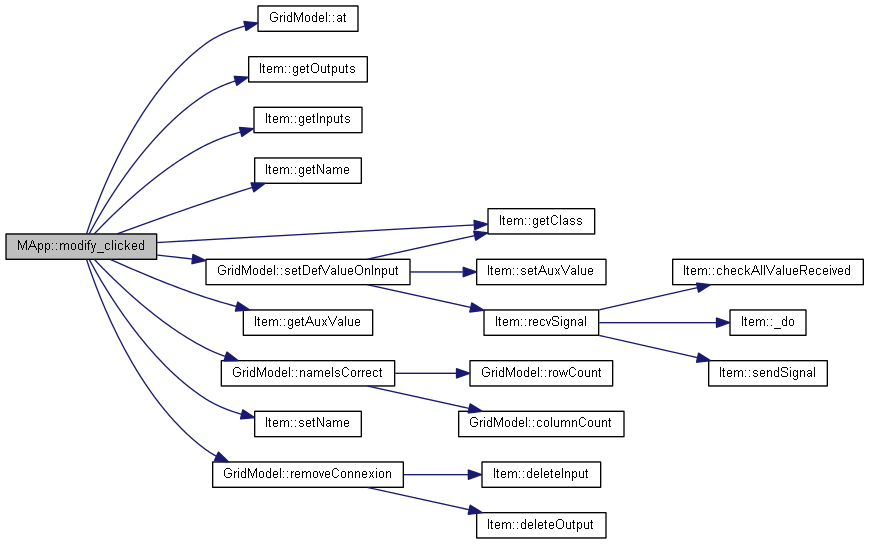 GridModel::at
Item::getOutputs
Item::getInputs
Item::getName
Item::getClass
MApp::modify_clicked
GridModel::setDefValueOnInput
Item::setAuxValue
Item::checkAllValueReceived
Item::getAuxValue
Item::recvSignal
Item::_do
GridModel::nameIsCorrect
GridModel::rowCount
Item::sendSignal
Item::setName
GridModel::columnCount
GridModel::removeConnexion
Item::deleteInput
Item::deleteOutput